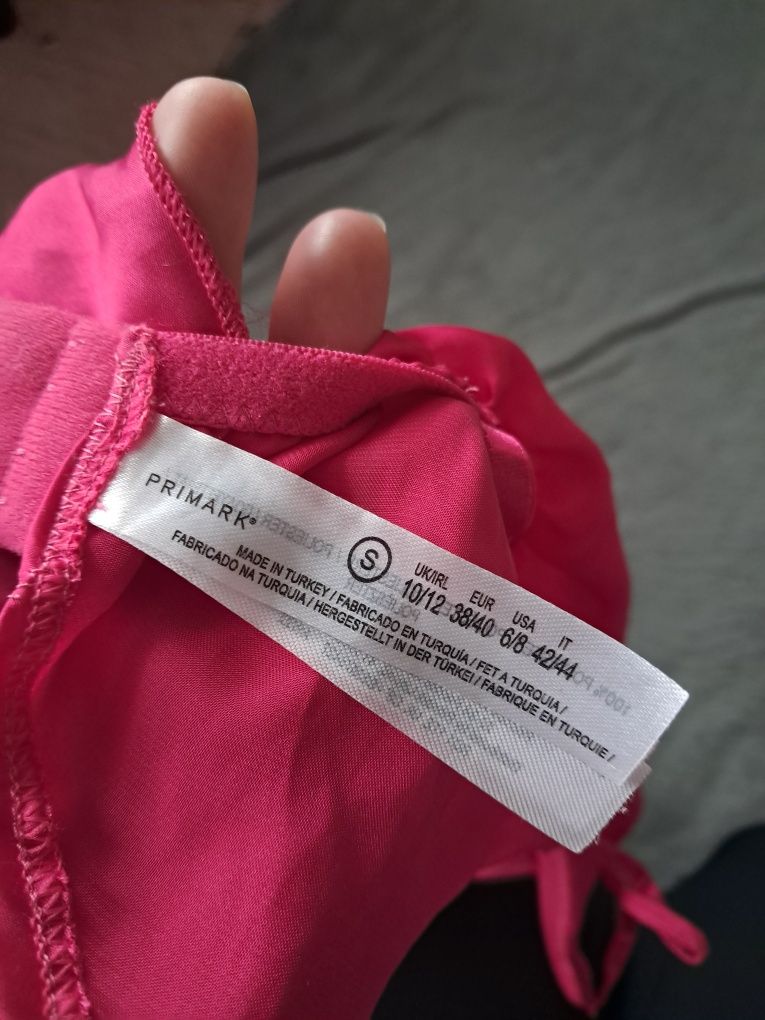 PRIMARK®
S
UK/IRL EUR USA IT
10/12 38/40 6/8 42/44
MADE IN TURKEY / FABRICADO EN TURQUÍA / FET A TURQUIA /
FABRICADO NA TURQUIA / HERGESTELLT IN DER TÜRKEI / FABRIQUE EN TURQUIE /